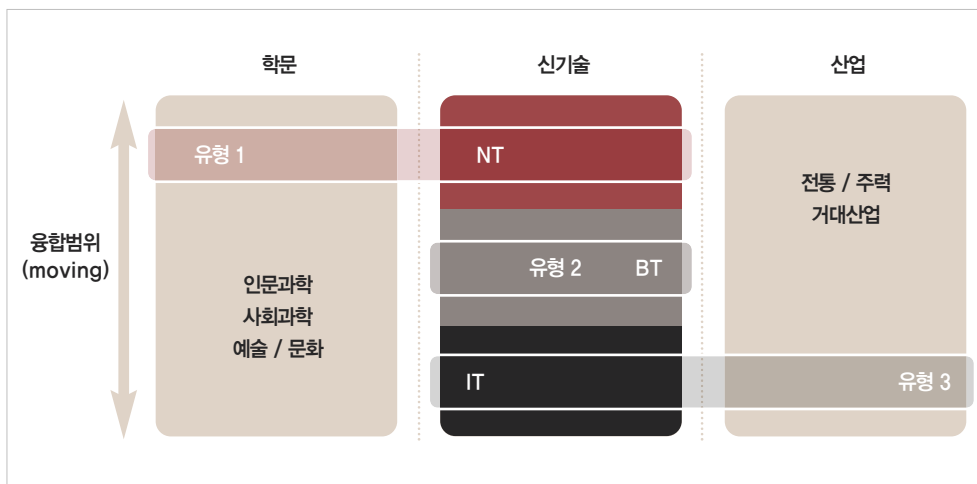 학문
신기술
산업
유형 1
NT
전통 / 주력
거대산업
융합범위
(moving)
유형 2
BT
인문과학
사회과학
예술 / 문화
IT
유형 3